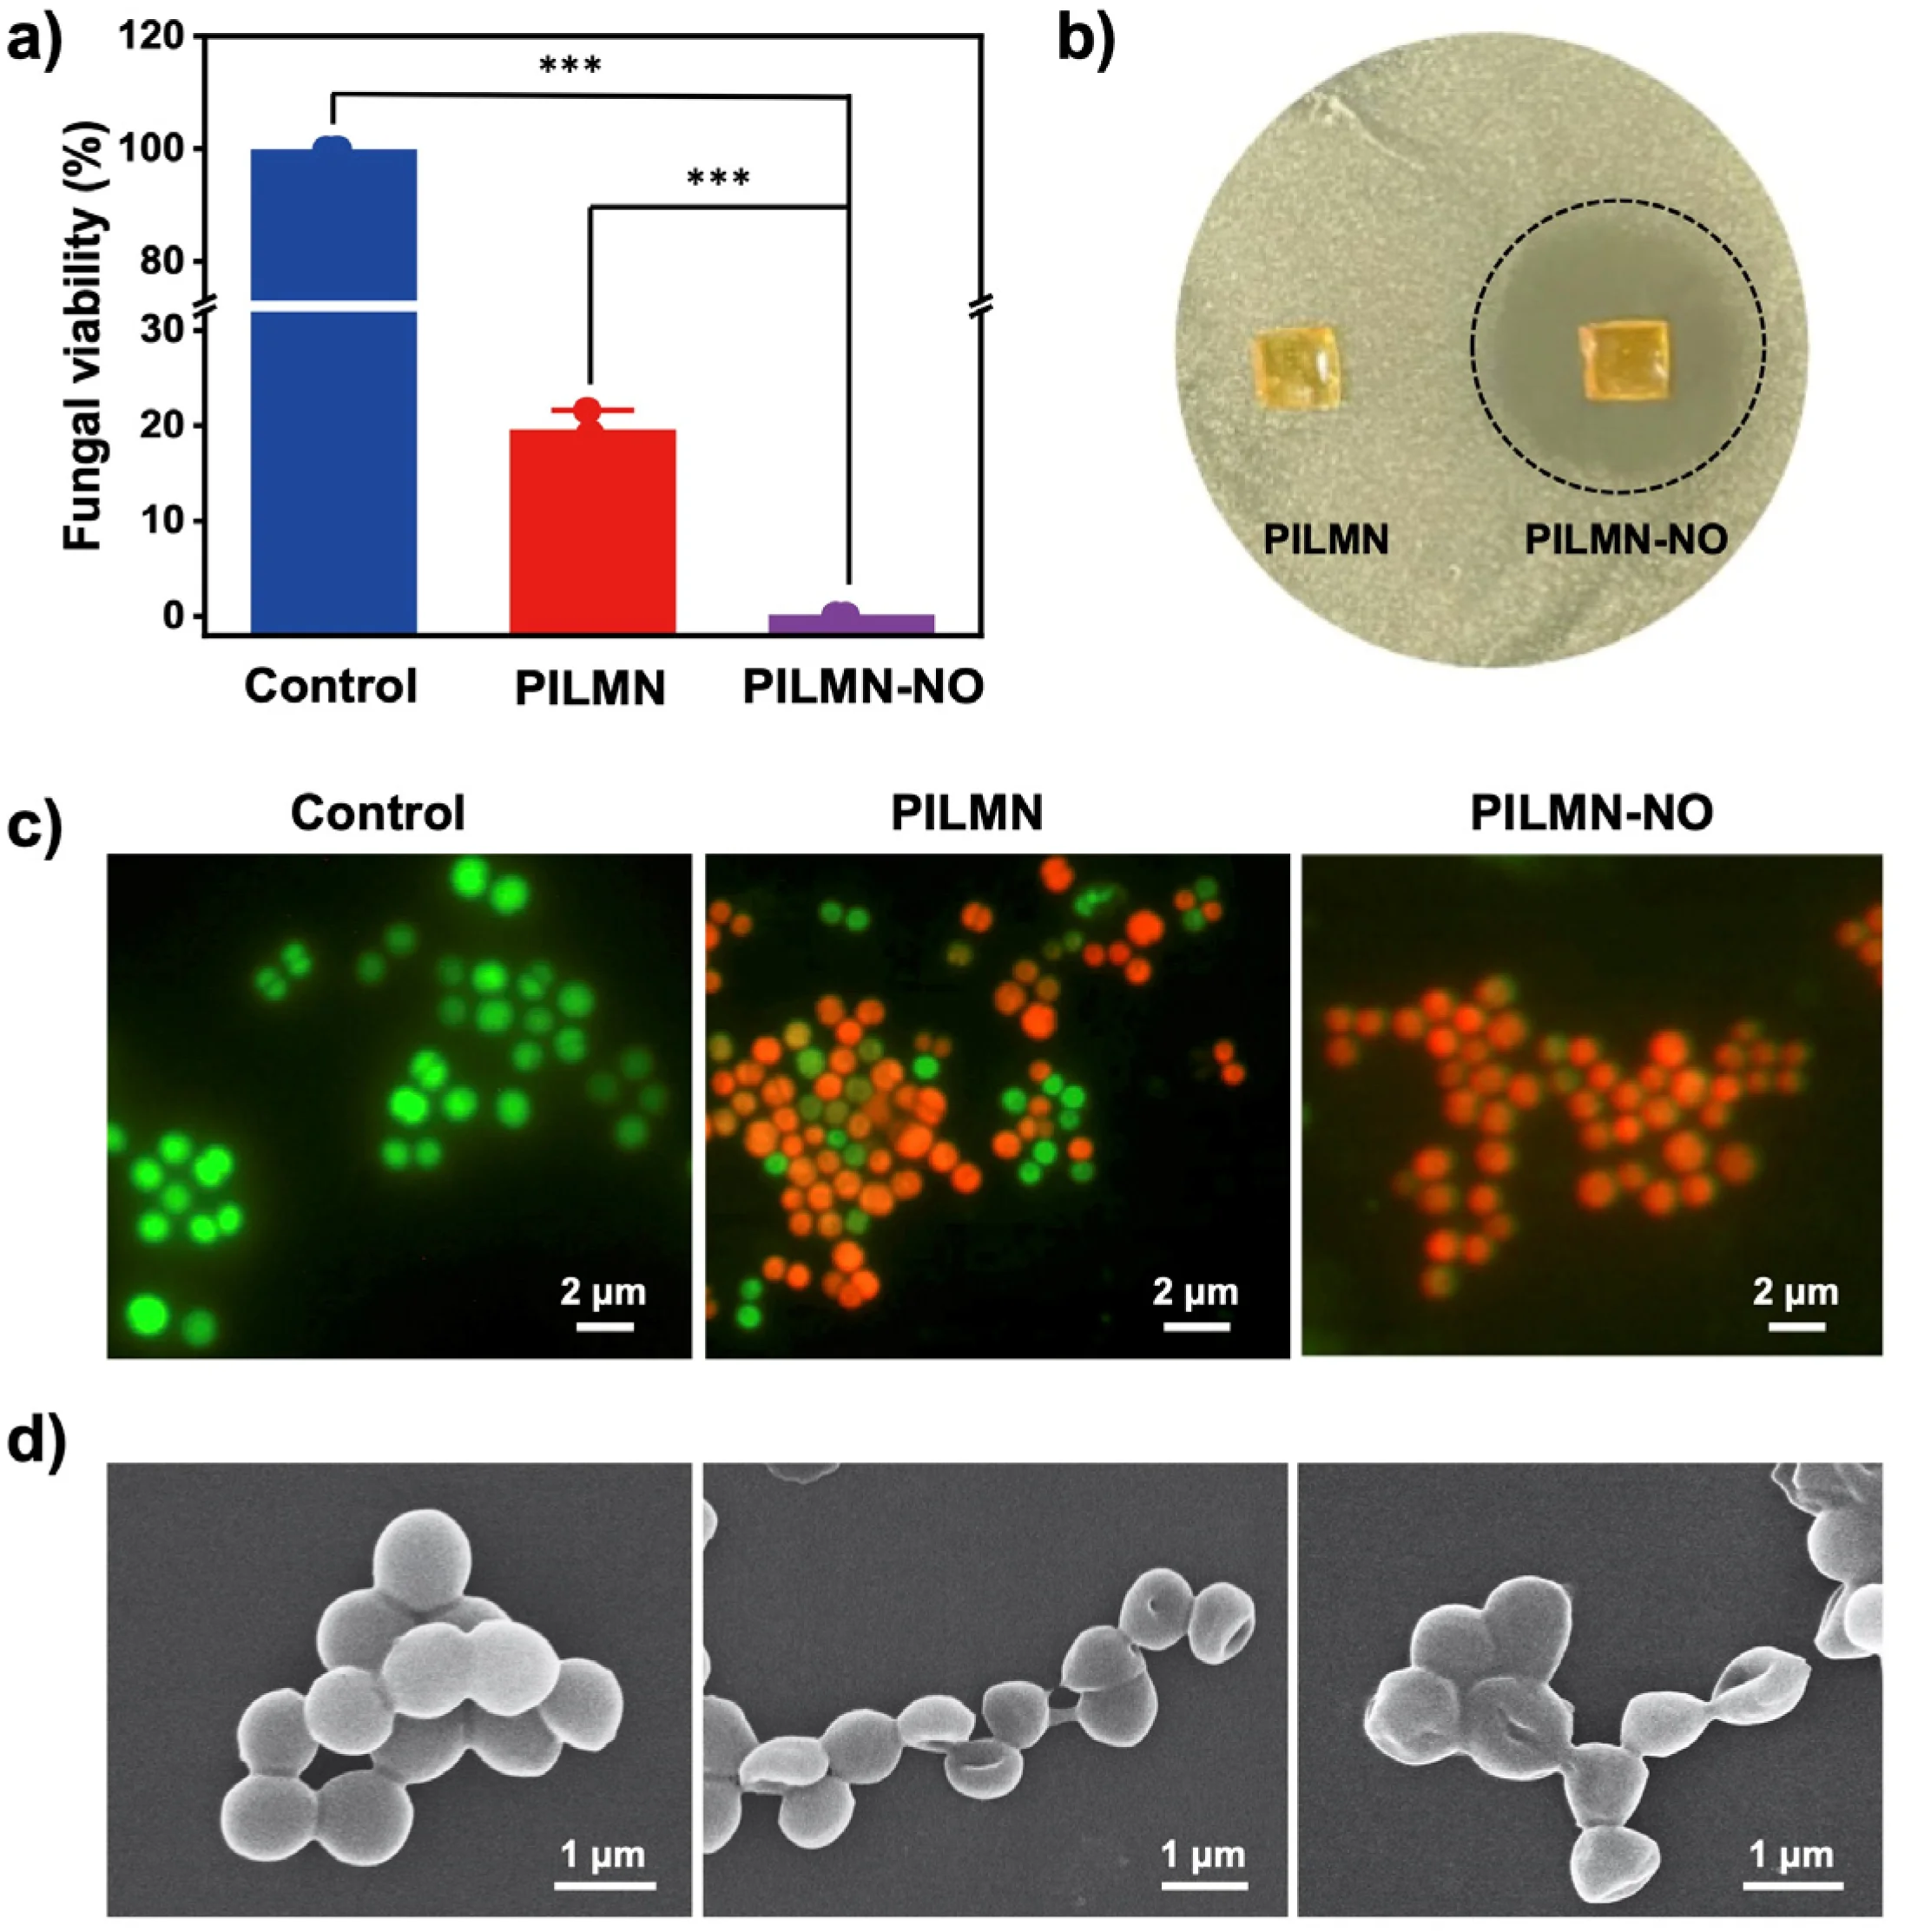 a)
120
100
80
30
20
10
0
Fungal viability (%)
***
***
Control
PILMN
PILMN-NO
b)
PILMN
PILMN-NO
c)
Control
PILMN
PILMN-NO
2 μm
2 μm
2 μm
d)
1 μm
1 μm
1 μm